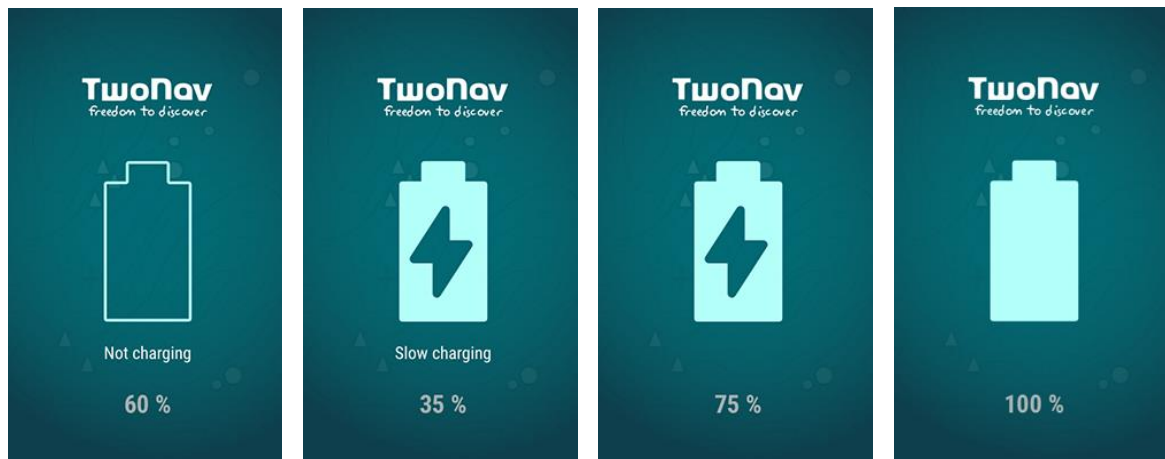 TwoNav
freedom to discover
Not charging
60 %
TwoNav
freedom to discover
Slow charging
35 %
TwoNav
freedom to discover
75 %
TwoNav
freedom to discover
100 %